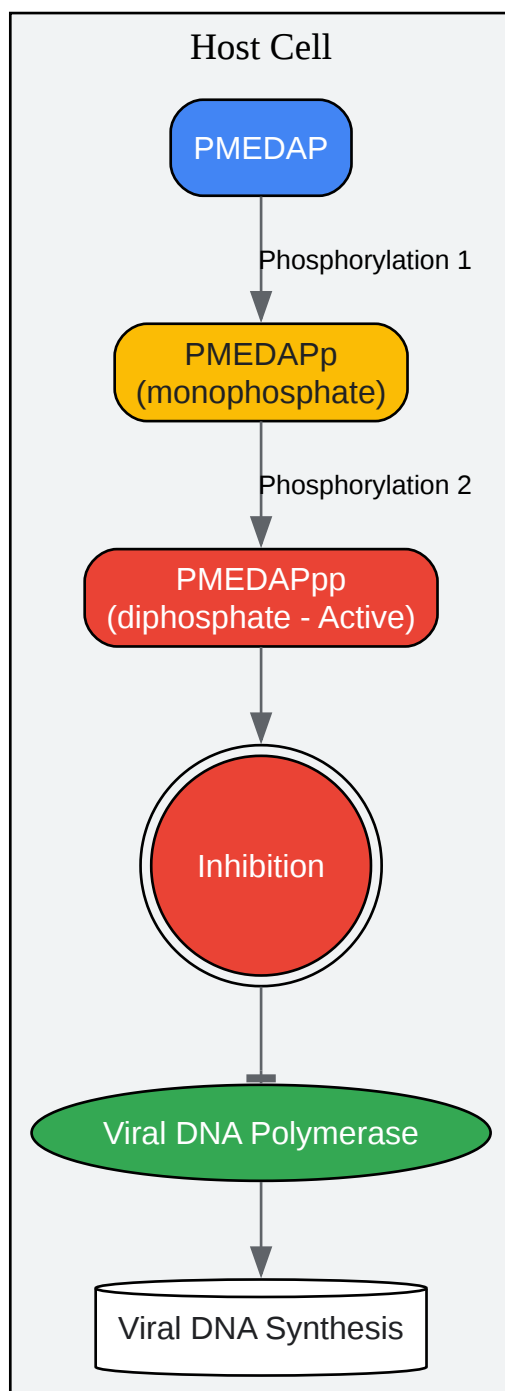 Host Cell
PMEDAP
Phosphorylation 1
PMEDAPp
(monophosphate)
Phosphorylation 2
PMEDAPpp
(diphosphate - Active)
Inhibition
Viral DNA Polymerase
Viral DNA Synthesis